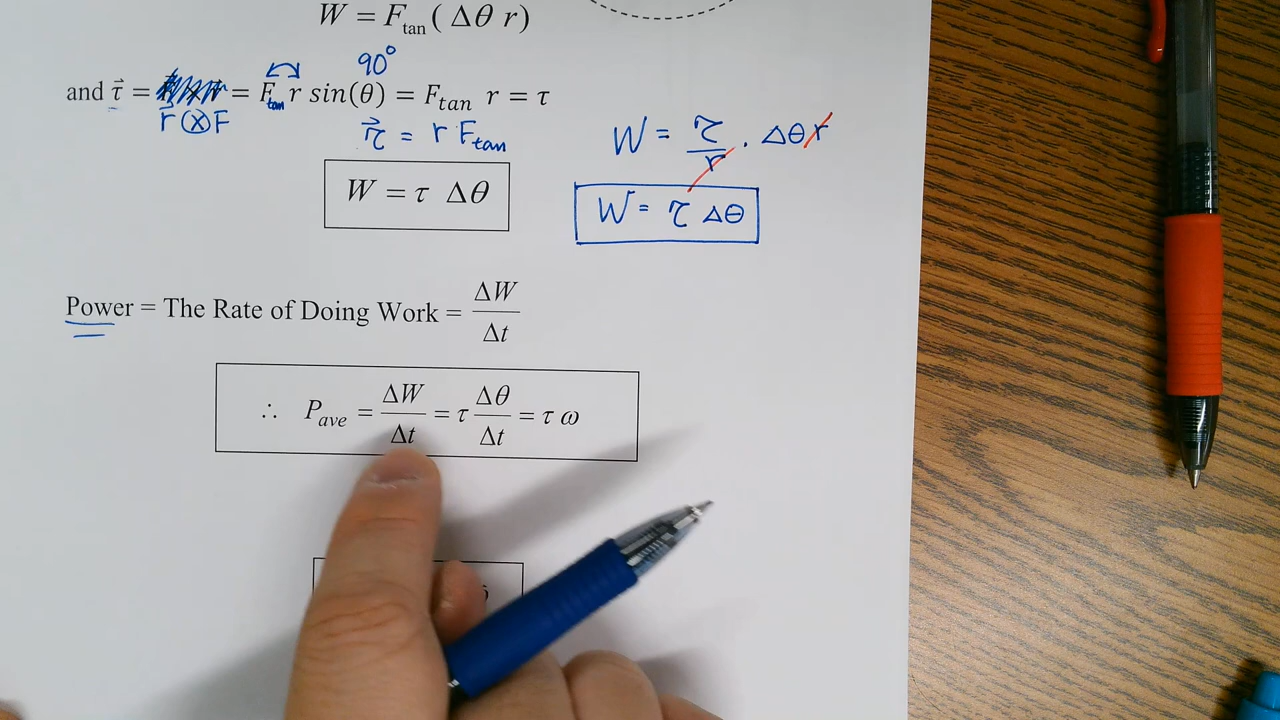 W = F_tan ( Δθ r )
90°
and τ⃗ = = F_tan r sin(θ) = F_tan r = τ
r⃗ ⊗ F
τ⃗ = r F_tan
W = τ/r · Δθ r
W = τ Δθ
W = τ Δθ
Power = The Rate of Doing Work = ΔW/Δt
∴ P_ave = ΔW/Δt = τ Δθ/Δt = τ ω